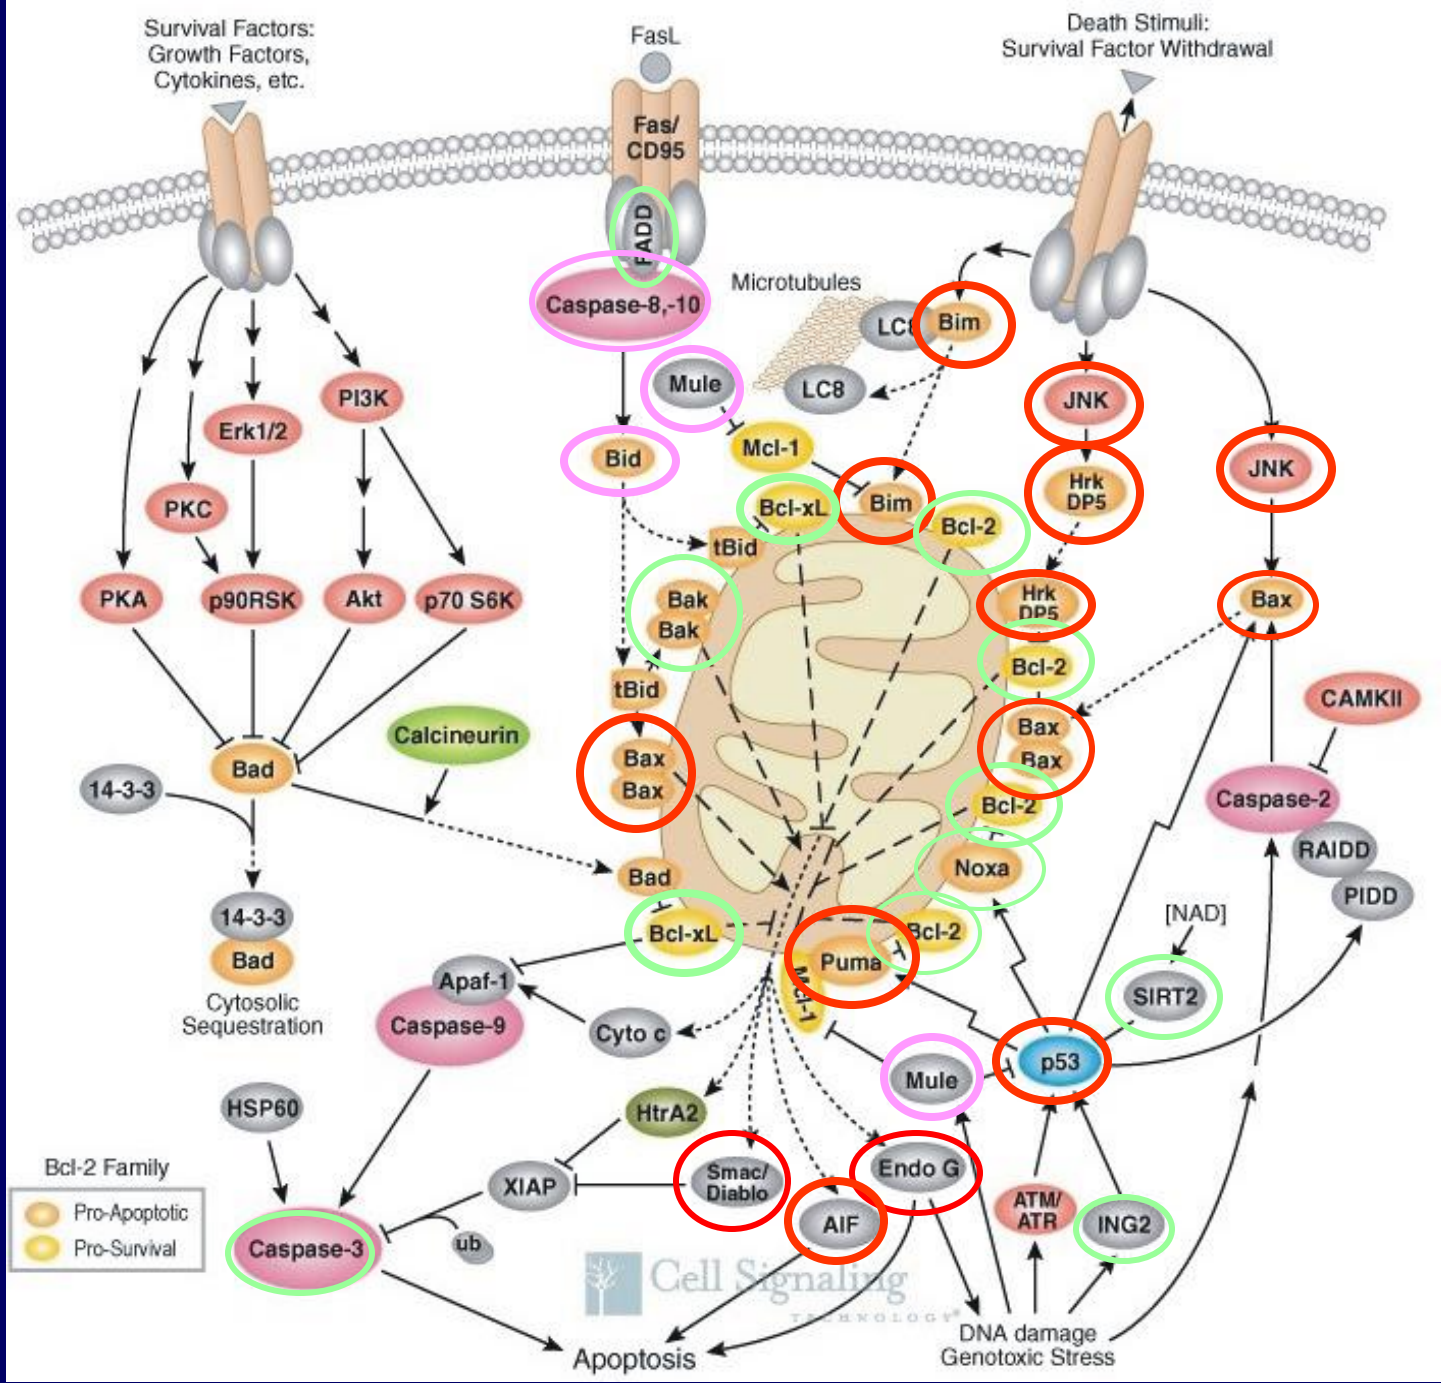 Survival Factors:
Growth Factors,
Cytokines, etc.
FasL
Death Stimuli:
Survival Factor Withdrawal
Fas/
CD95
FADD
Caspase-8,-10
Microtubules
LC8
Bim
Mule
LC8
JNK
PI3K
Erk1/2
Mcl-1
Bid
JNK
Hrk
DP5
PKC
Bcl-xL
Bim
Bcl-2
tBid
PKA
p90RSK
Akt
p70 S6K
Bak
Bak
Hrk
DP5
Bax
Bcl-2
tBid
CAMKII
Calcineurin
Bax
Bax
Bax
Bax
Bad
14-3-3
Caspase-2
Bcl-2
RAIDD
Noxa
Bad
PIDD
14-3-3
Bad
[NAD]
Bcl-xL
Bcl-2
Puma
Mcl-1
Apaf-1
SIRT2
Cytosolic
Sequestration
Caspase-9
Cyto c
p53
Mule
HSP60
HtrA2
Bcl-2 Family
Pro-Apoptotic
Pro-Survival
XIAP
Smac/
Diablo
Endo G
AIF
ATM/
ATR
ING2
Caspase-3
ub
Cell Signaling
TECHNOLOGY®
DNA damage
Genotoxic Stress
Apoptosis